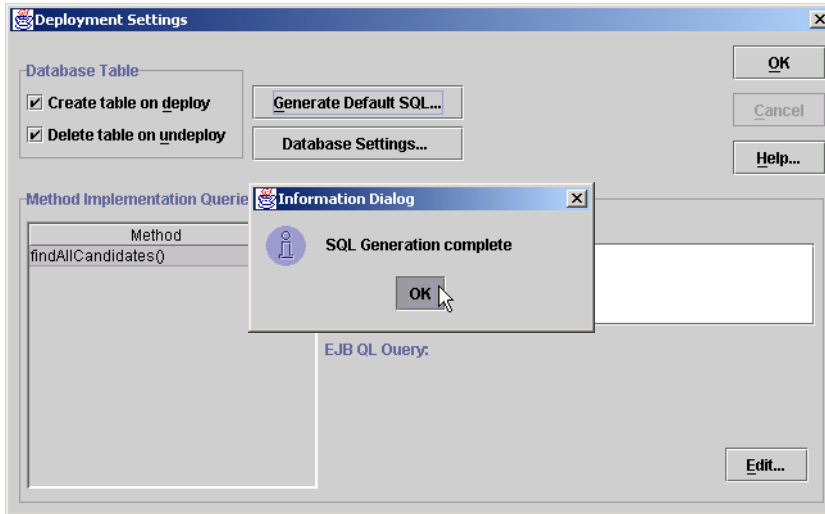 Deployment Settings
Database Table
Create table on deploy
Delete table on undeploy
Generate Default SQL...
Database Settings...
OK
Cancel
Help...
Method Implementation Querie
Method
findAllCandidates()
Information Dialog
SQL Generation complete
OK
EJB QL Query:
Edit...